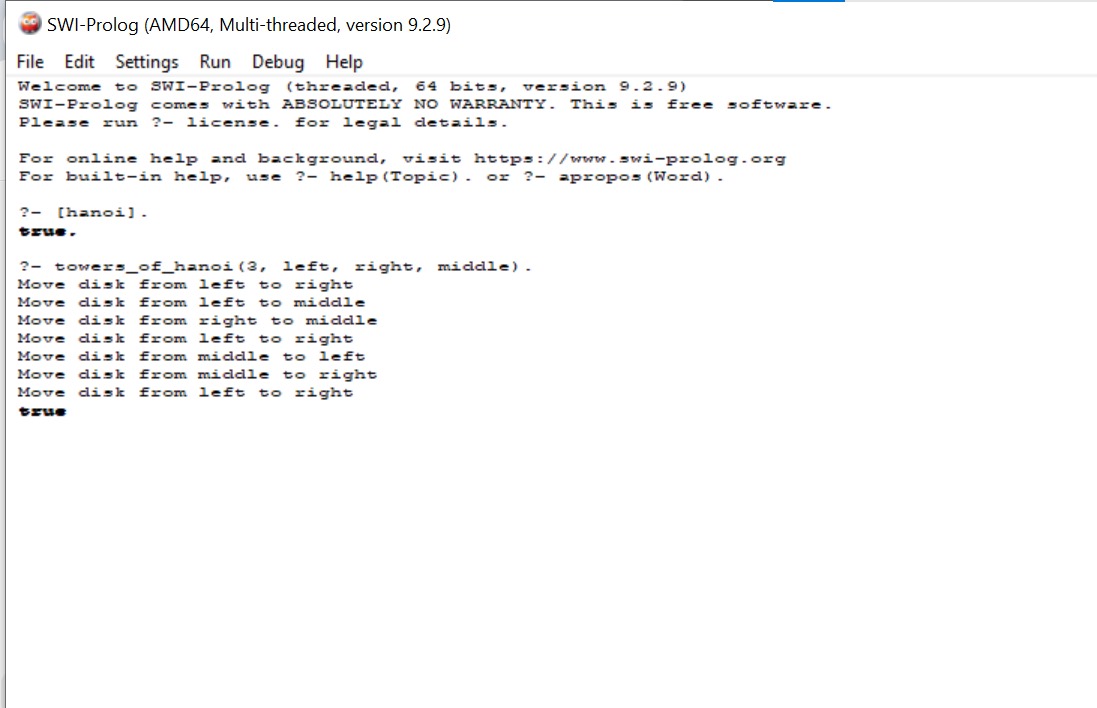 SWI-Prolog (AMD64, Multi-threaded, version 9.2.9)
File Edit Settings Run Debug Help
Welcome to SWI-Prolog (threaded, 64 bits, version 9.2.9)
SWI-Prolog comes with ABSOLUTELY NO WARRANTY. This is free software.
Please run ?- license. for legal details.
For online help and background, visit https://www.swi-prolog.org
For built-in help, use ?- help(Topic). or ?- apropos(Word).
?- [hanoi].
true.
?- towers_of_hanoi(3, left, right, middle).
Move disk from left to right
Move disk from left to middle
Move disk from right to middle
Move disk from left to right
Move disk from middle to left
Move disk from middle to right
Move disk from left to right
true